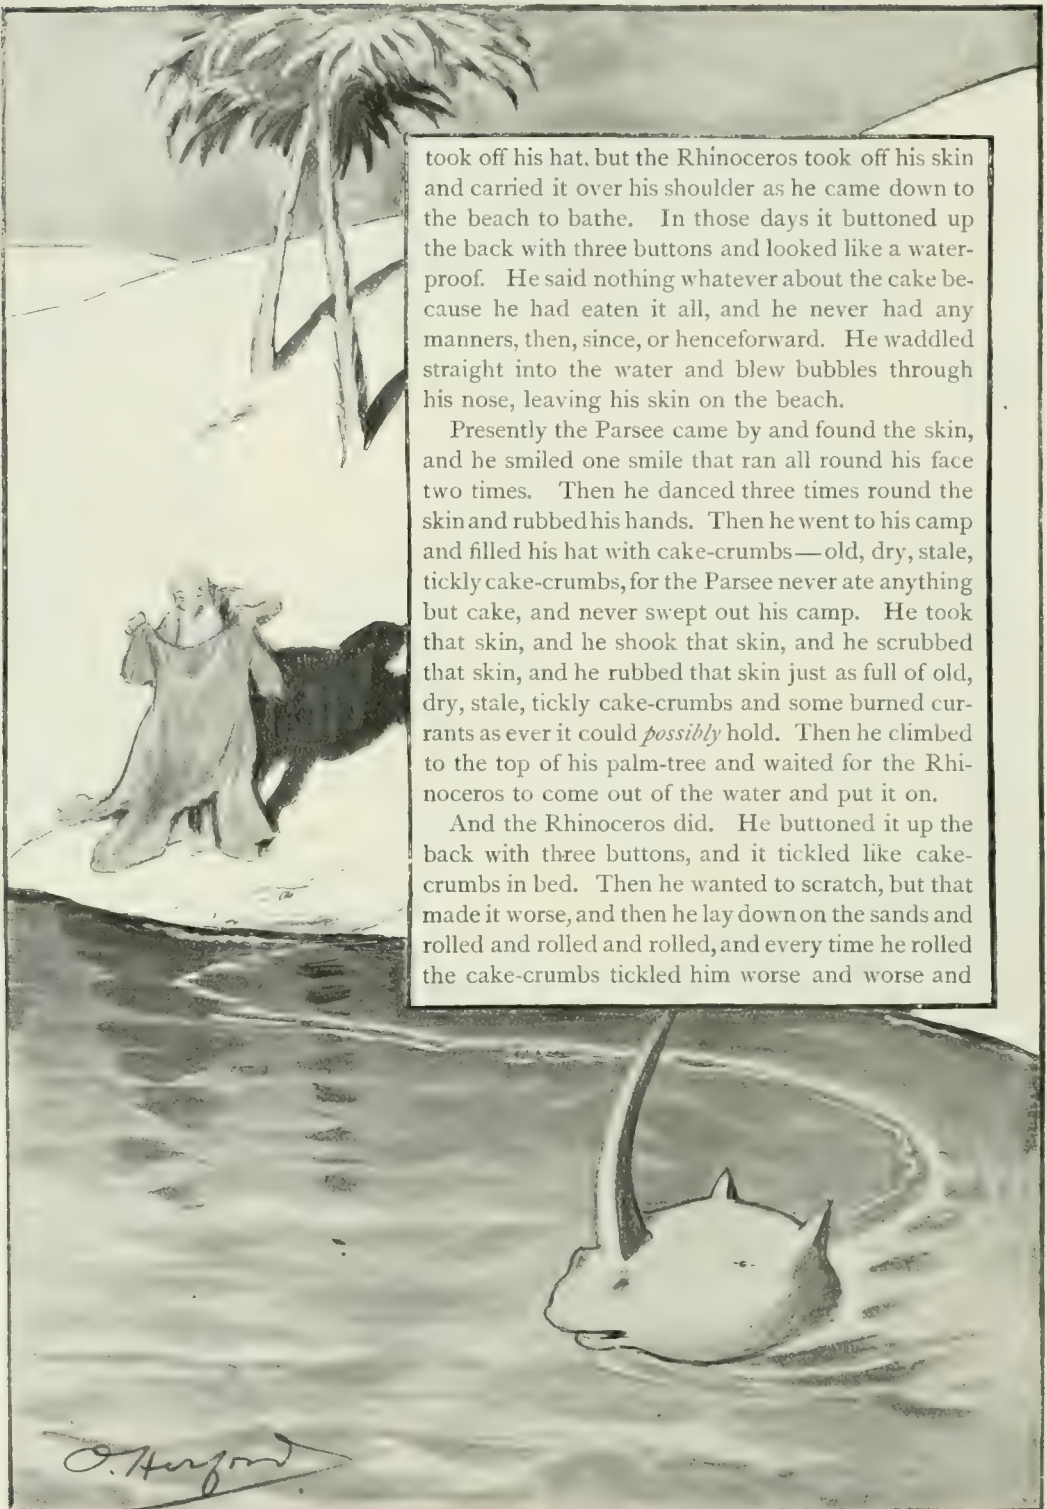 took off his hat, but the Rhinoceros took off his skin
and carried it over his shoulder as he came down to
the beach to bathe. In those days it buttoned up
the back with three buttons and looked like a water-
proof. He said nothing whatever about the cake be-
cause he had eaten it all, and he never had any
manners, then, since, or henceforward. He waddled
straight into the water and blew bubbles through
his nose, leaving his skin on the beach.
Presently the Parsee came by and found the skin,
and he smiled one smile that ran all round his face
two times. Then he danced three times round the
skin and rubbed his hands. Then he went to his camp
and filled his hat with cake-crumbs—old, dry, stale,
tickly cake-crumbs, for the Parsee never ate anything
but cake, and never swept out his camp. He took
that skin, and he shook that skin, and he scrubbed
that skin, and he rubbed that skin just as full of old,
dry, stale, tickly cake-crumbs and some burned cur-
rants as ever it could possibly hold. Then he climbed
to the top of his palm-tree and waited for the Rhi-
noceros to come out of the water and put it on.
And the Rhinoceros did. He buttoned it up the
back with three buttons, and it tickled like cake-
crumbs in bed. Then he wanted to scratch, but that
made it worse, and then he lay down on the sands and
rolled and rolled and rolled, and every time he rolled
the cake-crumbs tickled him worse and worse and
O. Herford